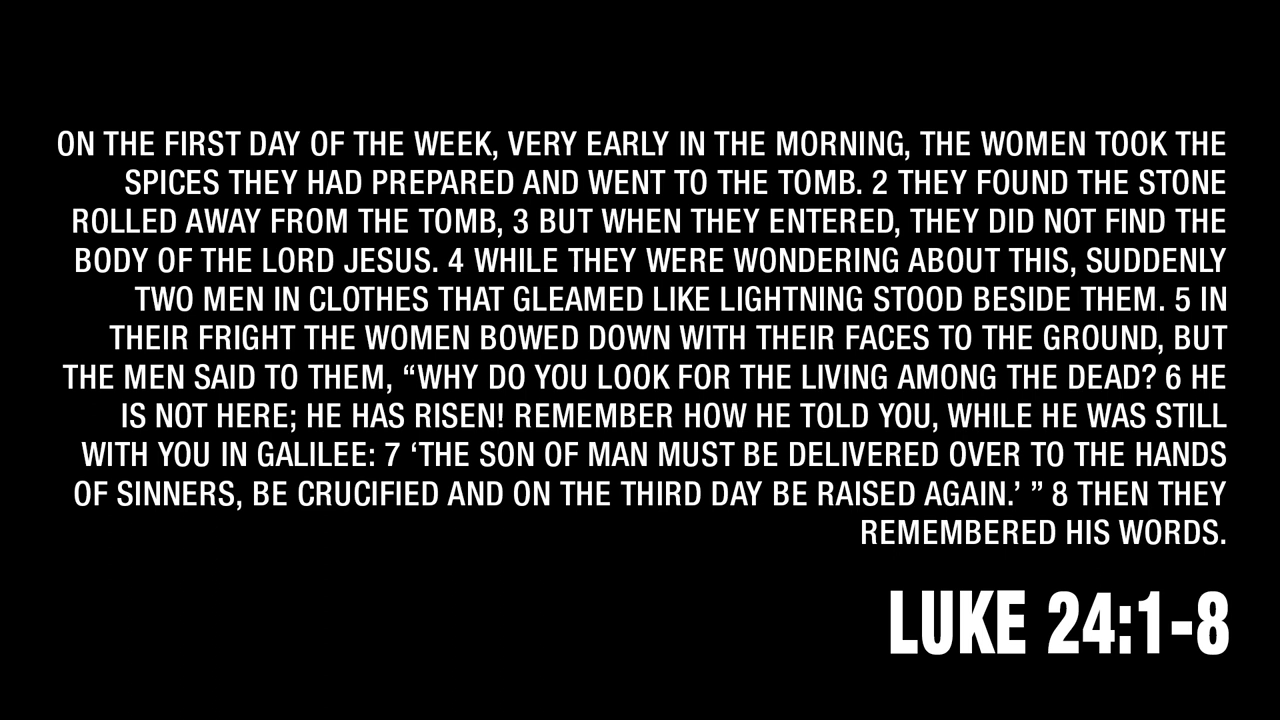 ON THE FIRST DAY OF THE WEEK, VERY EARLY IN THE MORNING, THE WOMEN TOOK THE
SPICES THEY HAD PREPARED AND WENT TO THE TOMB. 2 THEY FOUND THE STONE
ROLLED AWAY FROM THE TOMB, 3 BUT WHEN THEY ENTERED, THEY DID NOT FIND THE
BODY OF THE LORD JESUS. 4 WHILE THEY WERE WONDERING ABOUT THIS, SUDDENLY
TWO MEN IN CLOTHES THAT GLEAMED LIKE LIGHTNING STOOD BESIDE THEM. 5 IN
THEIR FRIGHT THE WOMEN BOWED DOWN WITH THEIR FACES TO THE GROUND, BUT
THE MEN SAID TO THEM, “WHY DO YOU LOOK FOR THE LIVING AMONG THE DEAD? 6 HE
IS NOT HERE; HE HAS RISEN! REMEMBER HOW HE TOLD YOU, WHILE HE WAS STILL
WITH YOU IN GALILEE: 7 ‘THE SON OF MAN MUST BE DELIVERED OVER TO THE HANDS
OF SINNERS, BE CRUCIFIED AND ON THE THIRD DAY BE RAISED AGAIN.’ ” 8 THEN THEY
REMEMBERED HIS WORDS.
LUKE 24:1-8